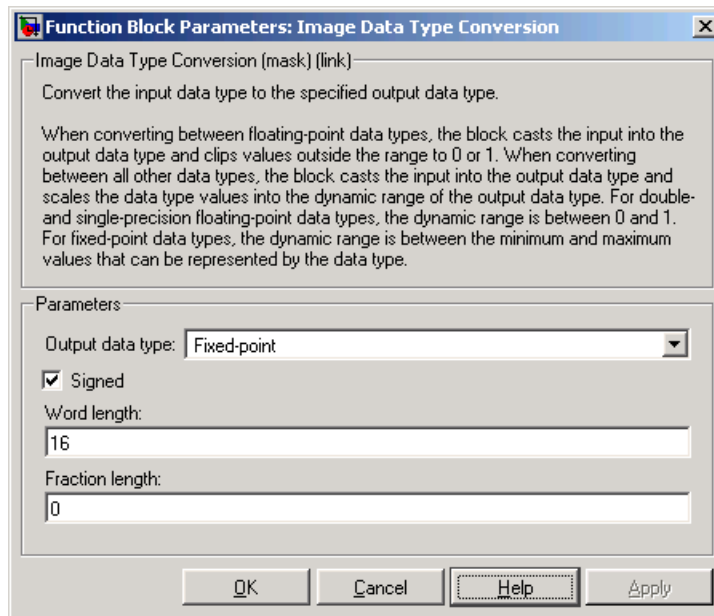 Function Block Parameters: Image Data Type Conversion
Image Data Type Conversion (mask) (link)
Convert the input data type to the specified output data type.
When converting between floating-point data types, the block casts the input into the
output data type and clips values outside the range to 0 or 1. When converting
between all other data types, the block casts the input into the output data type and
scales the data type values into the dynamic range of the output data type. For double-
and single-precision floating-point data types, the dynamic range is between 0 and 1.
For fixed-point data types, the dynamic range is between the minimum and maximum
values that can be represented by the data type.
Parameters
Output data type: Fixed-point
Signed
Word length:
16
Fraction length:
0
OK Cancel Help Apply